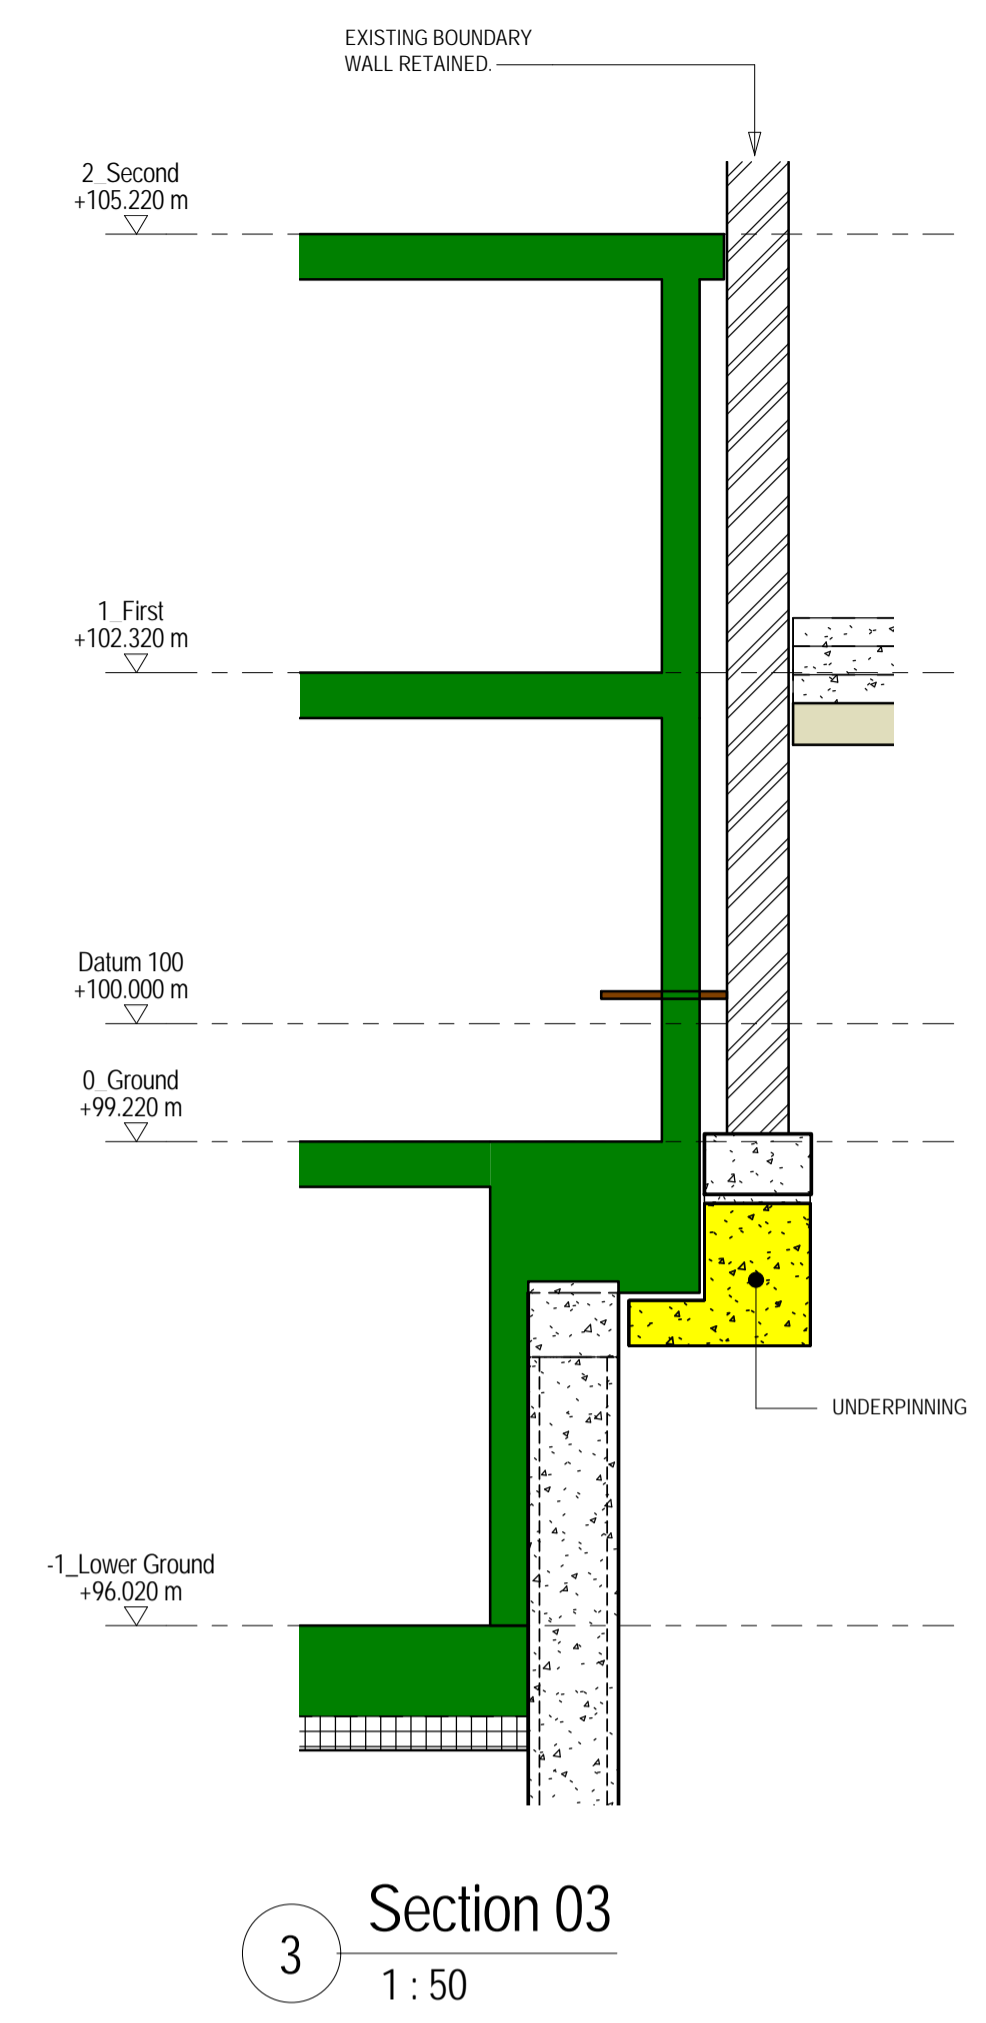 EXISTING BOUNDARY
WALL RETAINED.
2_Second
+105.220 m
1_First
+102.320 m
Datum 100
+100.000 m
0_Ground
+99.220 m
UNDERPINNING
-1_Lower Ground
+96.020 m
3
Section 03
1 : 50